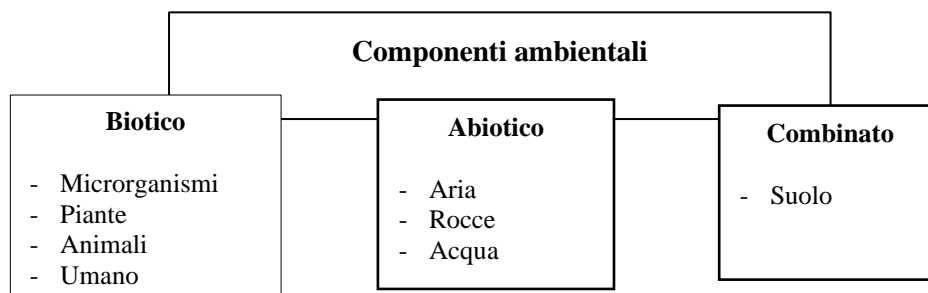 Componenti ambientali
Biotico
- Microrganismi
- Piante
- Animali
- Umano
Abiotico
- Aria
- Rocce
- Acqua
Combinato
- Suolo